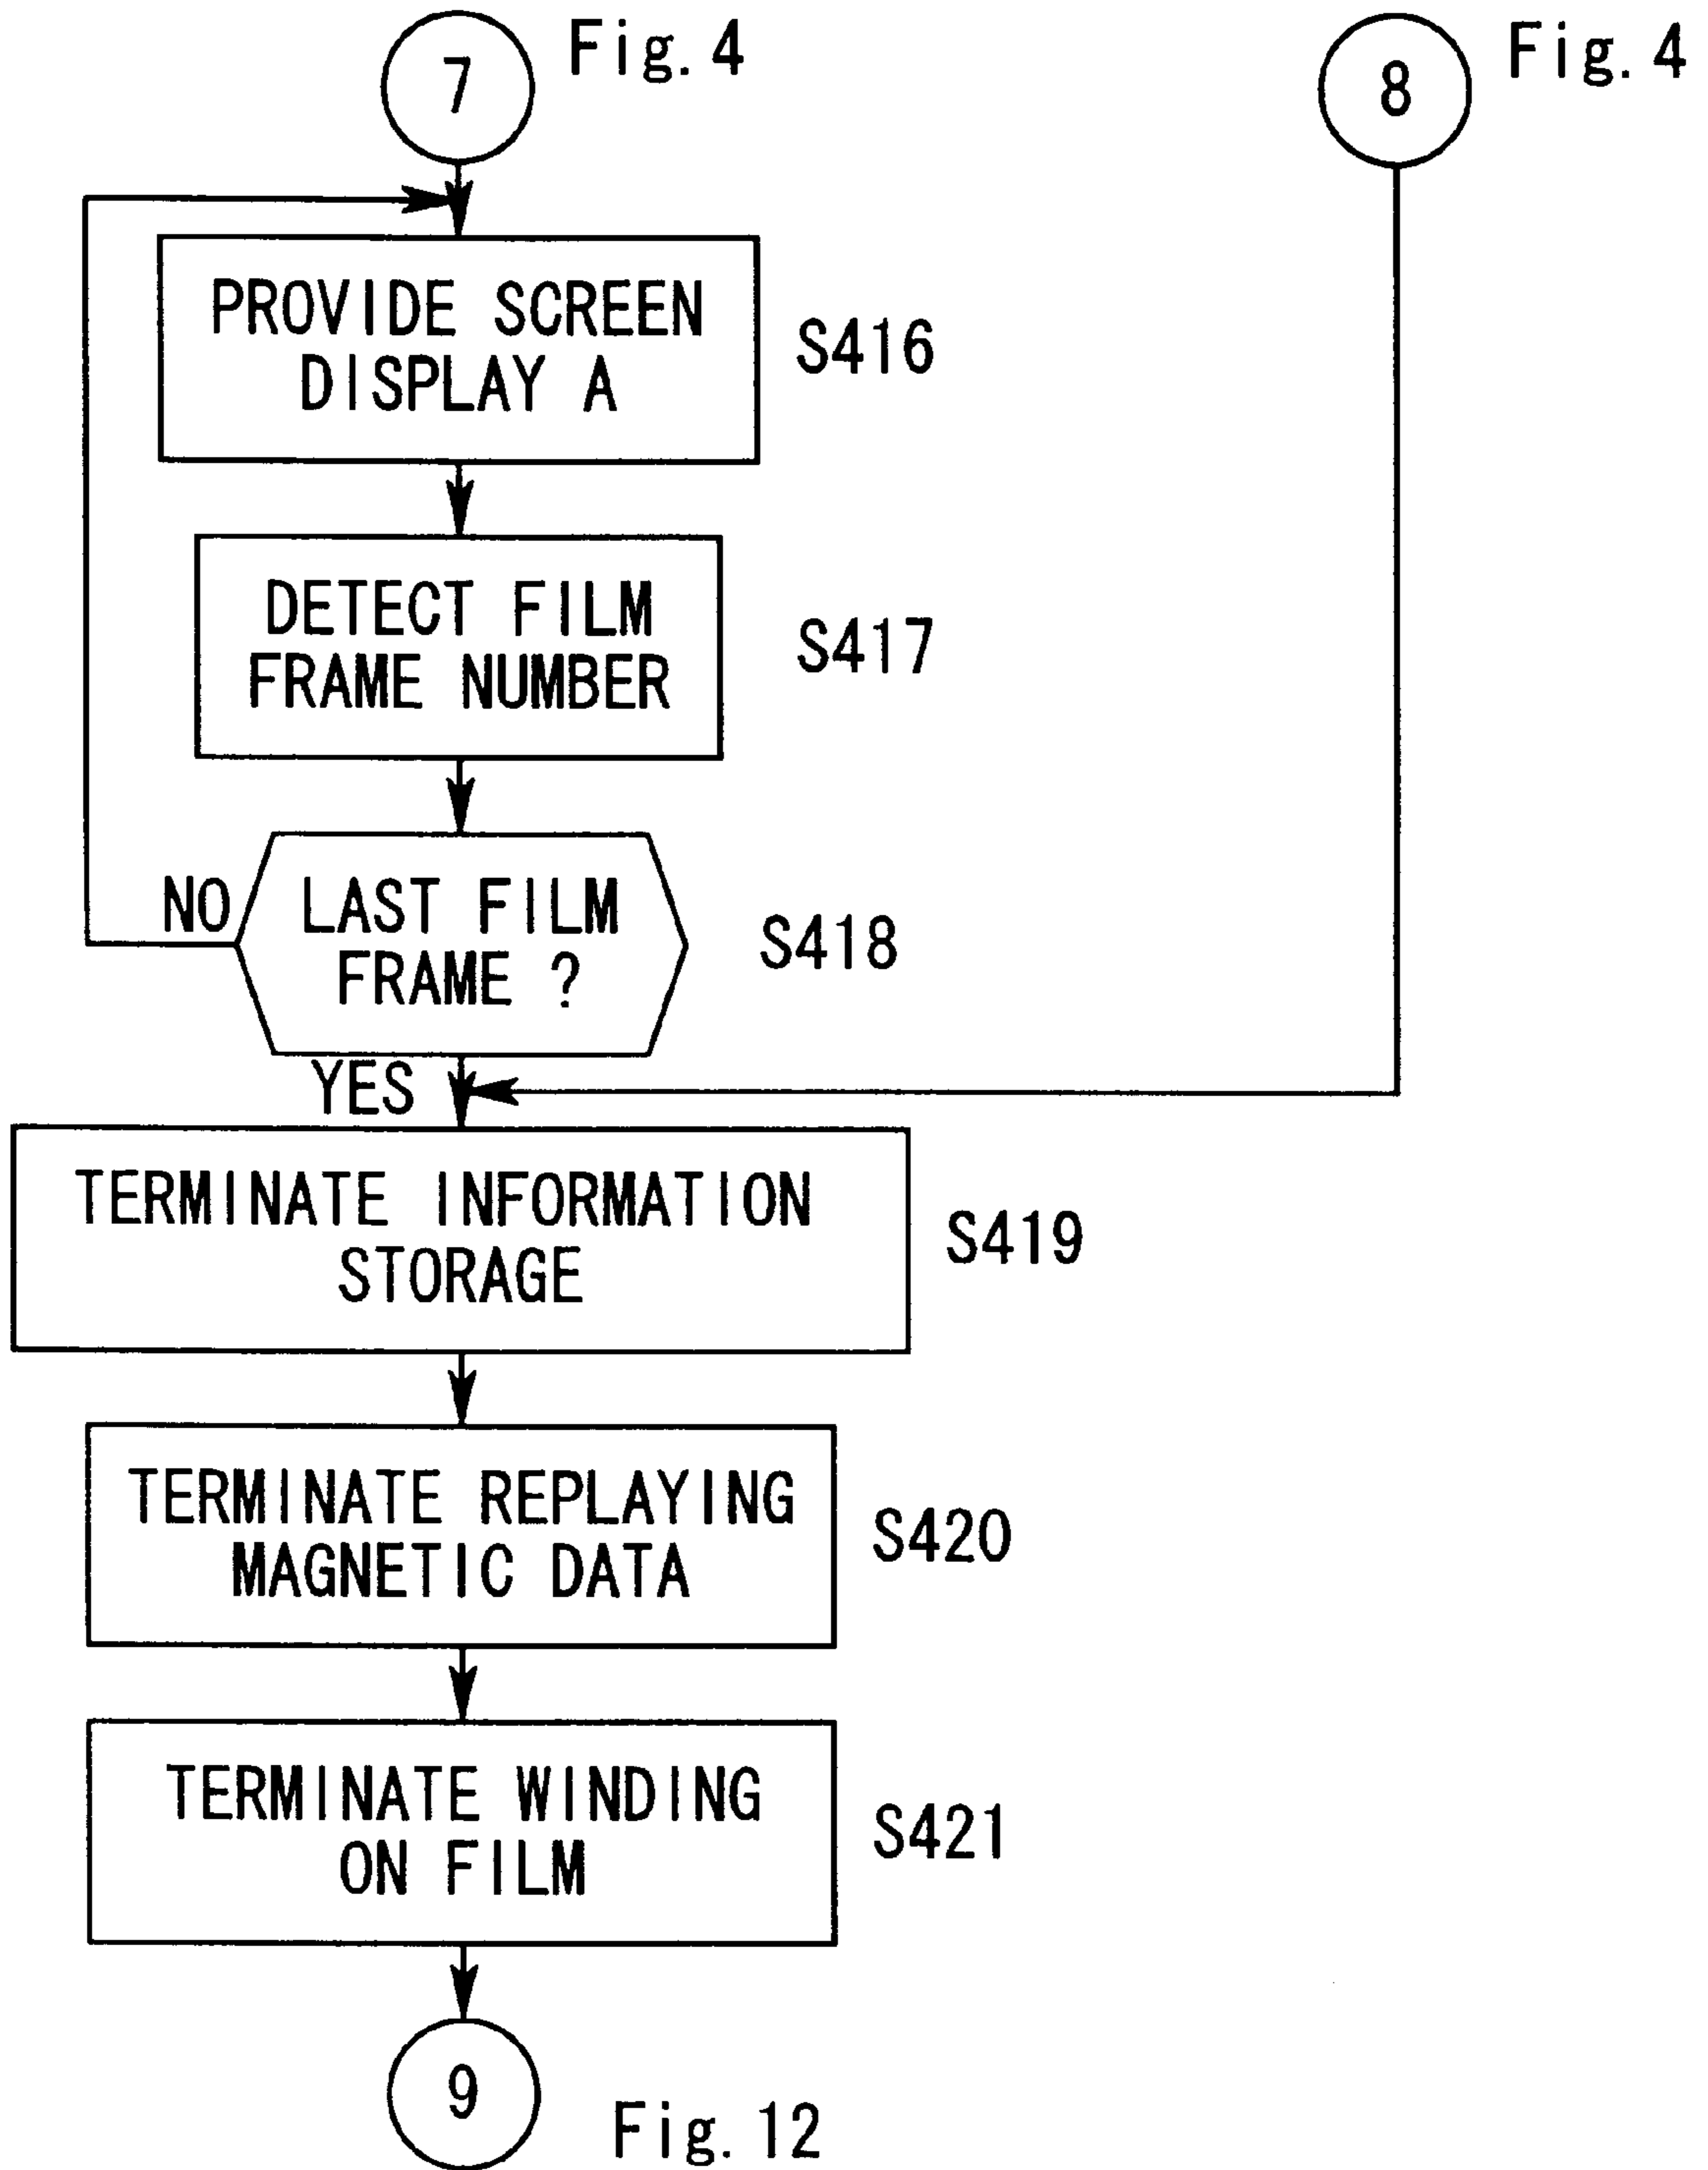 7 Fig. 4
8 Fig. 4
PROVIDE SCREEN
DISPLAY A
S416
DETECT FILM
FRAME NUMBER
S417
NO
LAST FILM
FRAME ?
S418
YES
TERMINATE INFORMATION
STORAGE
S419
TERMINATE REPLAYING
MAGNETIC DATA
S420
TERMINATE WINDING
ON FILM
S421
9 Fig. 12